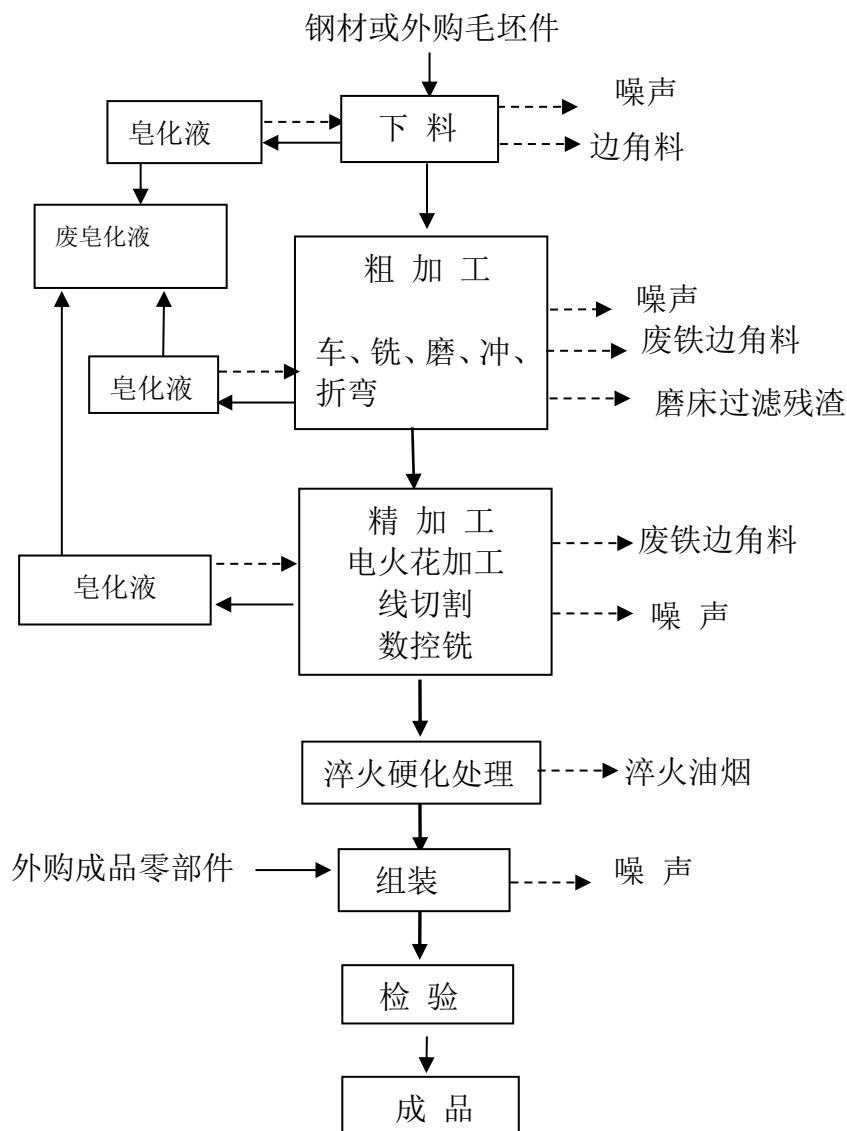 钢材或外购毛坯件
噪声
皂化液
下 料
边角料
废皂化液
粗 加 工
噪声
车、铣、磨、冲、
折弯
废铁边角料
皂化液
磨床过滤残渣
精 加 工
电火花加工
线切割
数控铣
废铁边角料
皂化液
噪 声
淬火硬化处理
淬火油烟
外购成品零部件
组装
噪 声
检 验
成 品